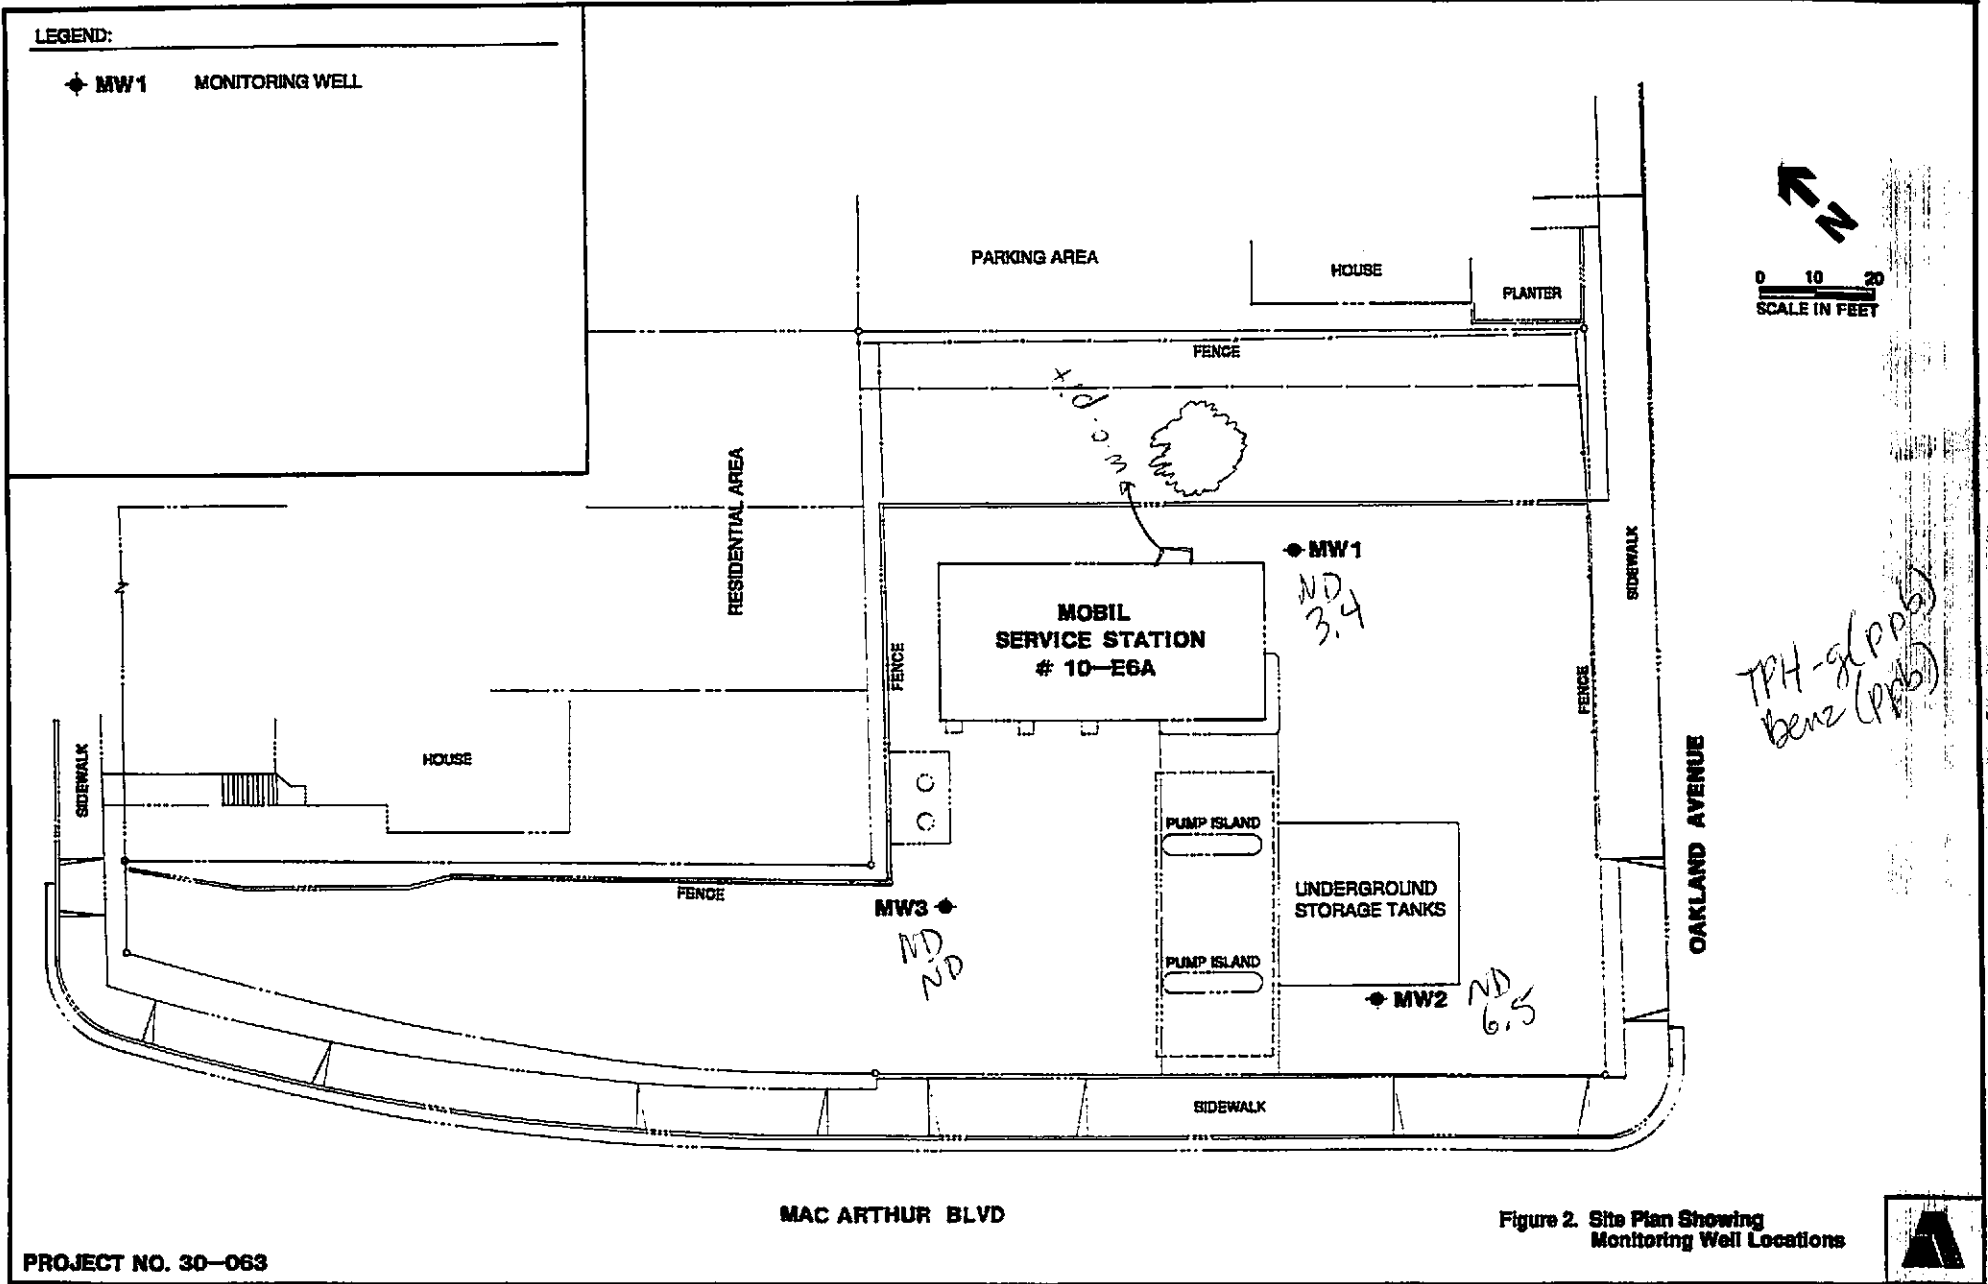 LEGEND:
MW1 MONITORING WELL
PARKING AREA
HOUSE
PLANTER
N
0 10 20
SCALE IN FEET
FENCE
RESIDENTIAL AREA
MW1
ND
3.4
SIDEWALK
MOBIL
SERVICE STATION
# 10-E6A
FENCE
FENCE
TPH-g(ppb)
Benz (ppb)
SIDEWALK
HOUSE
OAKLAND AVENUE
PUMP ISLAND
UNDERGROUND
STORAGE TANKS
FENCE
MW3
ND
ND
PUMP ISLAND
MW2
ND
6.5
SIDEWALK
MAC ARTHUR BLVD
Figure 2. Site Plan Showing
Monitoring Well Locations
PROJECT NO. 30-063